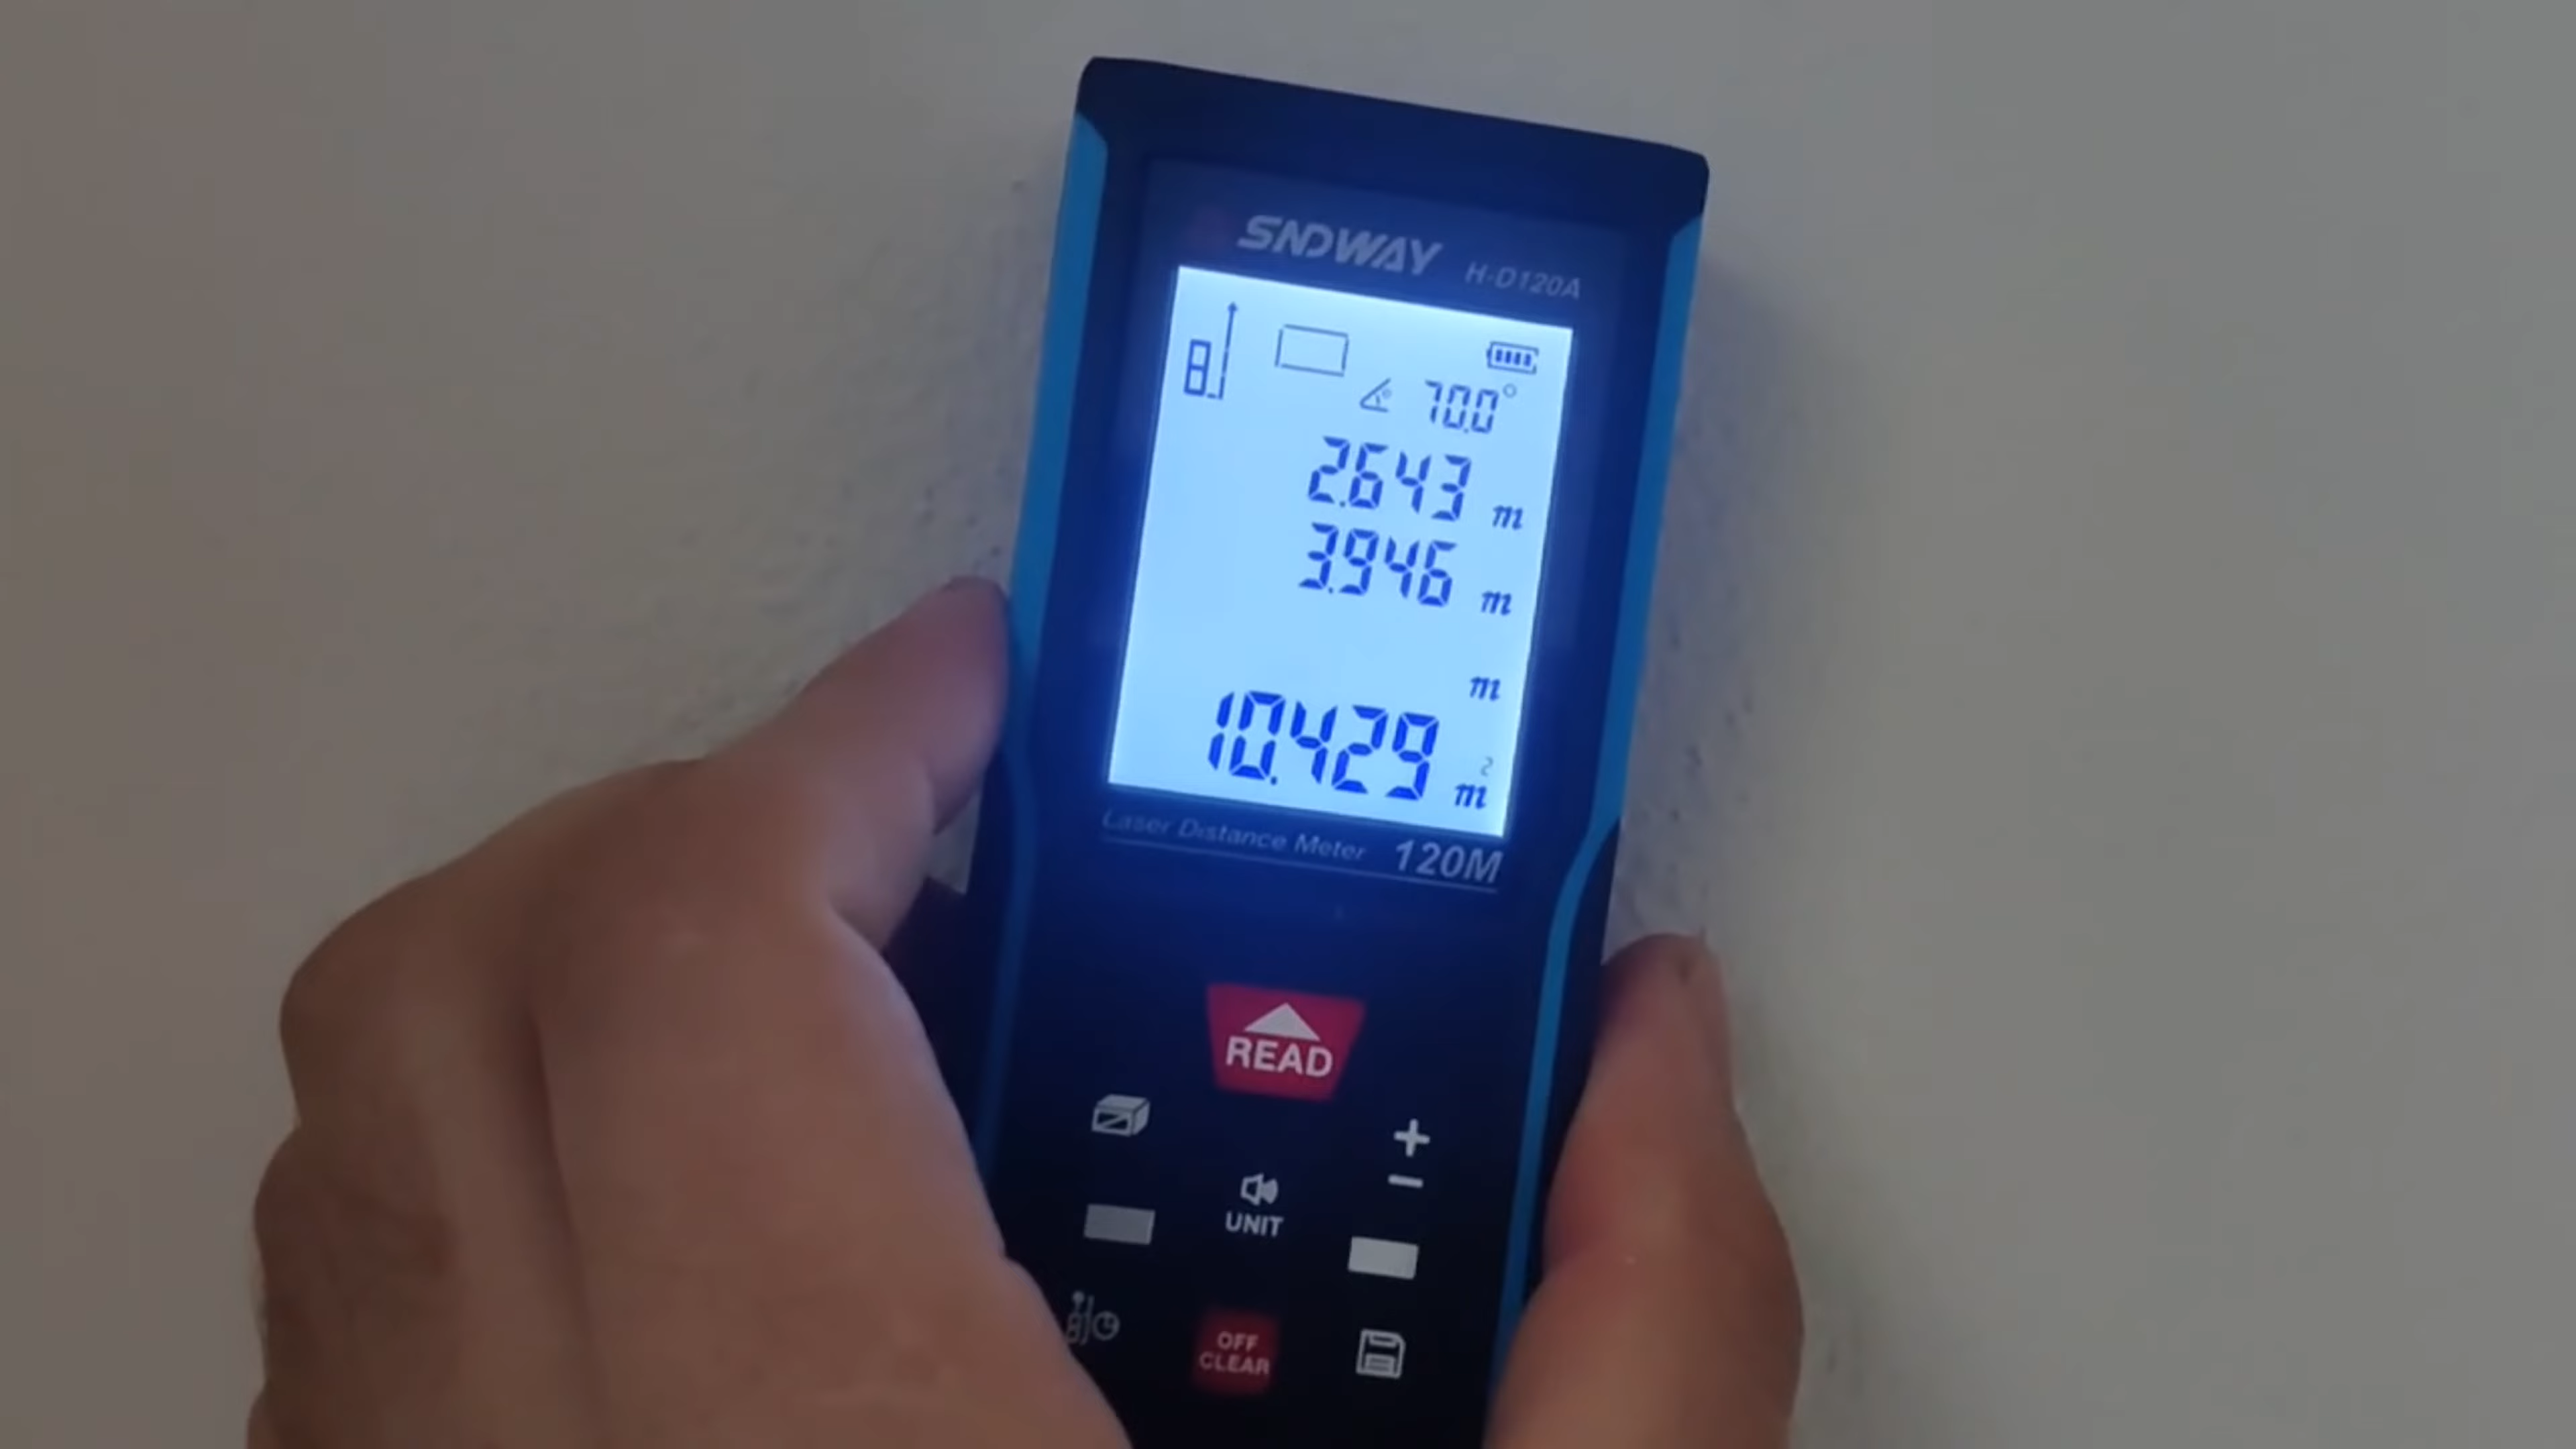 SNDWAY H-D120A
70.0°
2.643 m
3.946 m
m
10.429 m²
Laser Distance Meter 120M
READ
+
−
UNIT
OFF
CLEAR